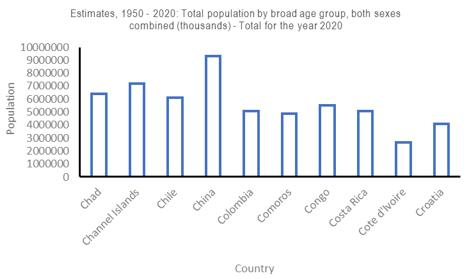 Estimates, 1950 - 2020: Total population by broad age group, both sexes
combined (thousands) - Total for the year 2020
10000000
9000000
8000000
7000000
6000000
5000000
4000000
3000000
2000000
1000000
0
Population
Chad
Channel Islands
Chile
China
Colombia
Comoros
Congo
Costa Rica
Cote d'Ivoire
Croatia
Country